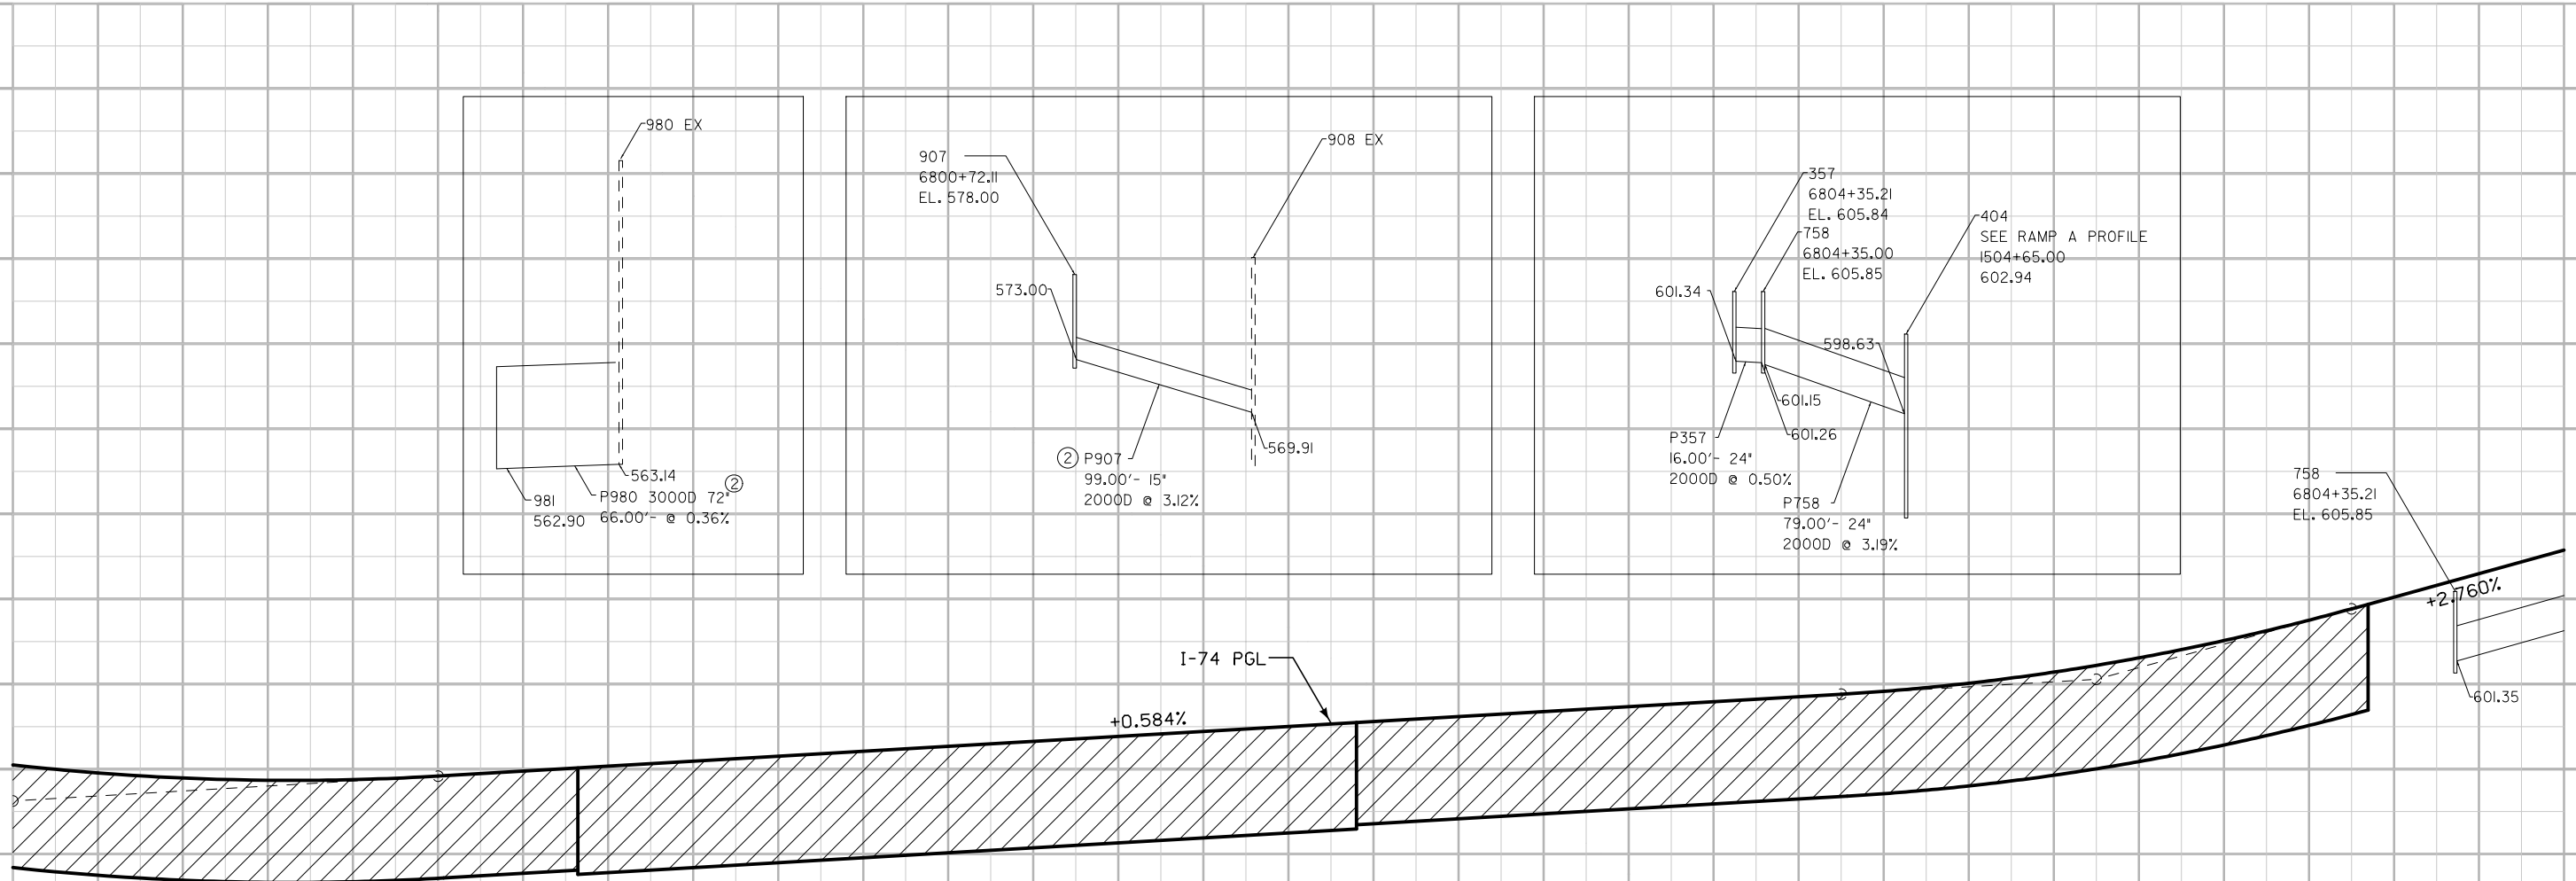 980 EX
563.14
②
P980 3000D 72"
66.00'- @ 0.36%
981
562.90
907
6800+72.11
EL. 578.00
908 EX
573.00
569.91
② P907
99.00'- 15"
2000D @ 3.12%
357
6804+35.21
EL. 605.84
758
6804+35.00
EL. 605.85
404
SEE RAMP A PROFILE
1504+65.00
602.94
601.34
598.63
601.15
601.26
P357
16.00'- 24"
2000D @ 0.50%
P758
79.00'- 24"
2000D @ 3.19%
758
6804+35.21
EL. 605.85
+2.760%
601.35
I-74 PGL
+0.584%